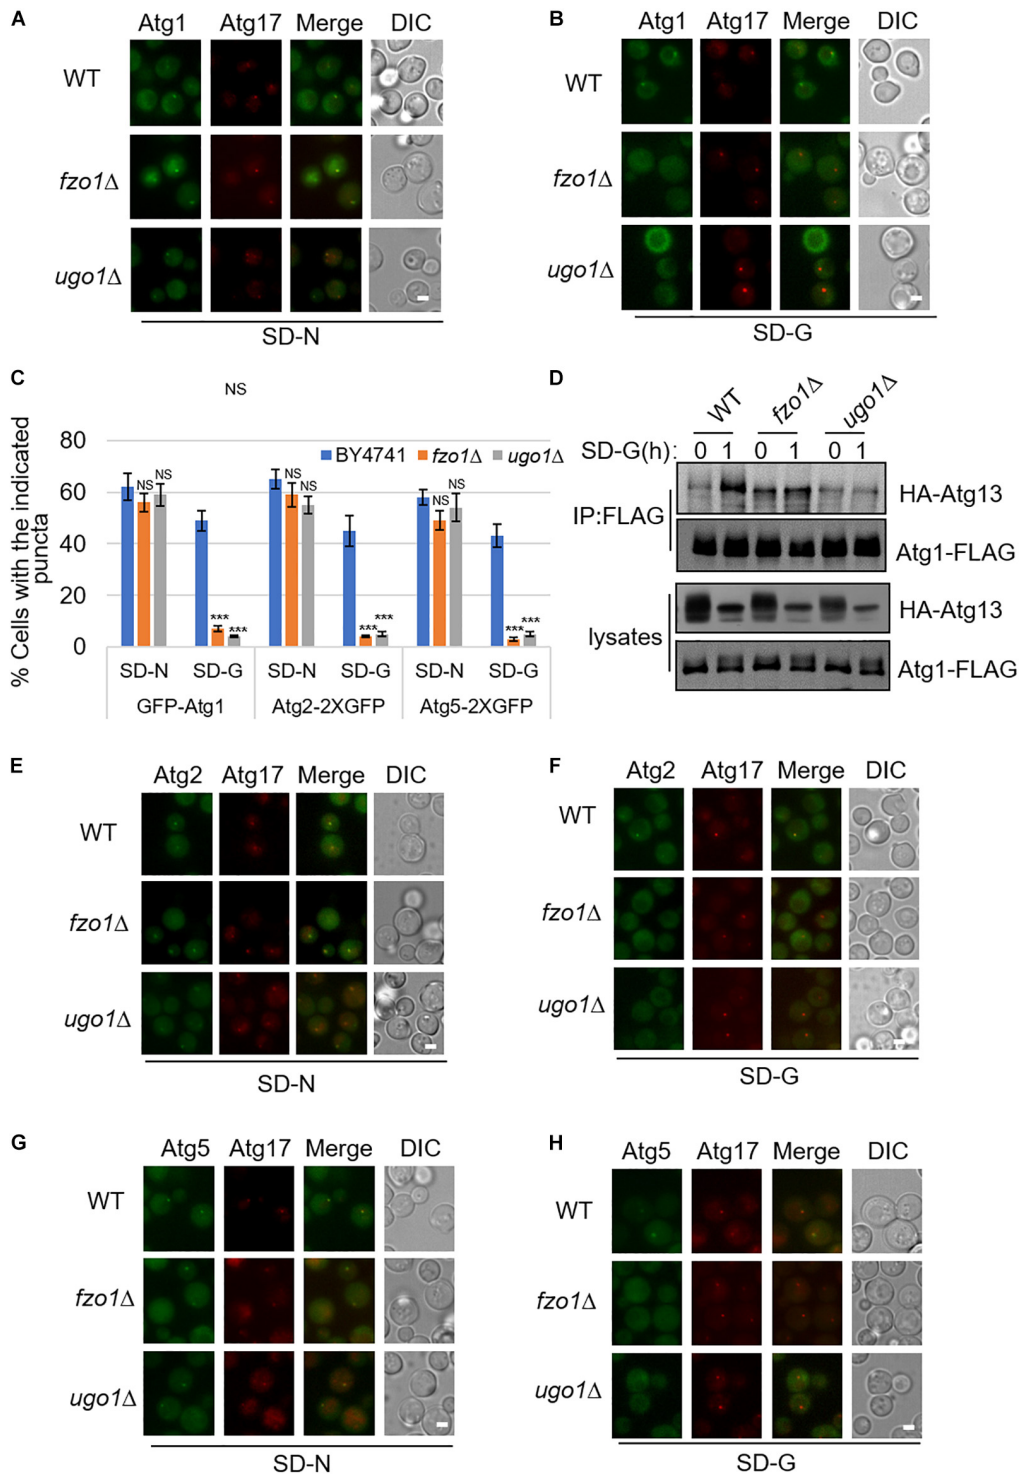 A
Atg1 Atg17 Merge DIC
WT
fzo1Δ
ugo1Δ
SD-N
B
Atg1 Atg17 Merge DIC
WT
fzo1Δ
ugo1Δ
SD-G
C
NS
% Cells with the indicated
puncta
80
60
40
20
0
BY4741 fzo1Δ ugo1Δ
NS NS NS NS NS NS
*** *** *** *** *** ***
SD-N SD-G SD-N SD-G SD-N SD-G
GFP-Atg1 Atg2-2XGFP Atg5-2XGFP
D
WT fzo1Δ ugo1Δ
SD-G(h): 0 1 0 1 0 1
IP:FLAG
HA-Atg13
Atg1-FLAG
lysates
HA-Atg13
Atg1-FLAG
E
Atg2 Atg17 Merge DIC
WT
fzo1Δ
ugo1Δ
SD-N
F
Atg2 Atg17 Merge DIC
WT
fzo1Δ
ugo1Δ
SD-G
G
Atg5 Atg17 Merge DIC
WT
fzo1Δ
ugo1Δ
SD-N
H
Atg5 Atg17 Merge DIC
WT
fzo1Δ
ugo1Δ
SD-G